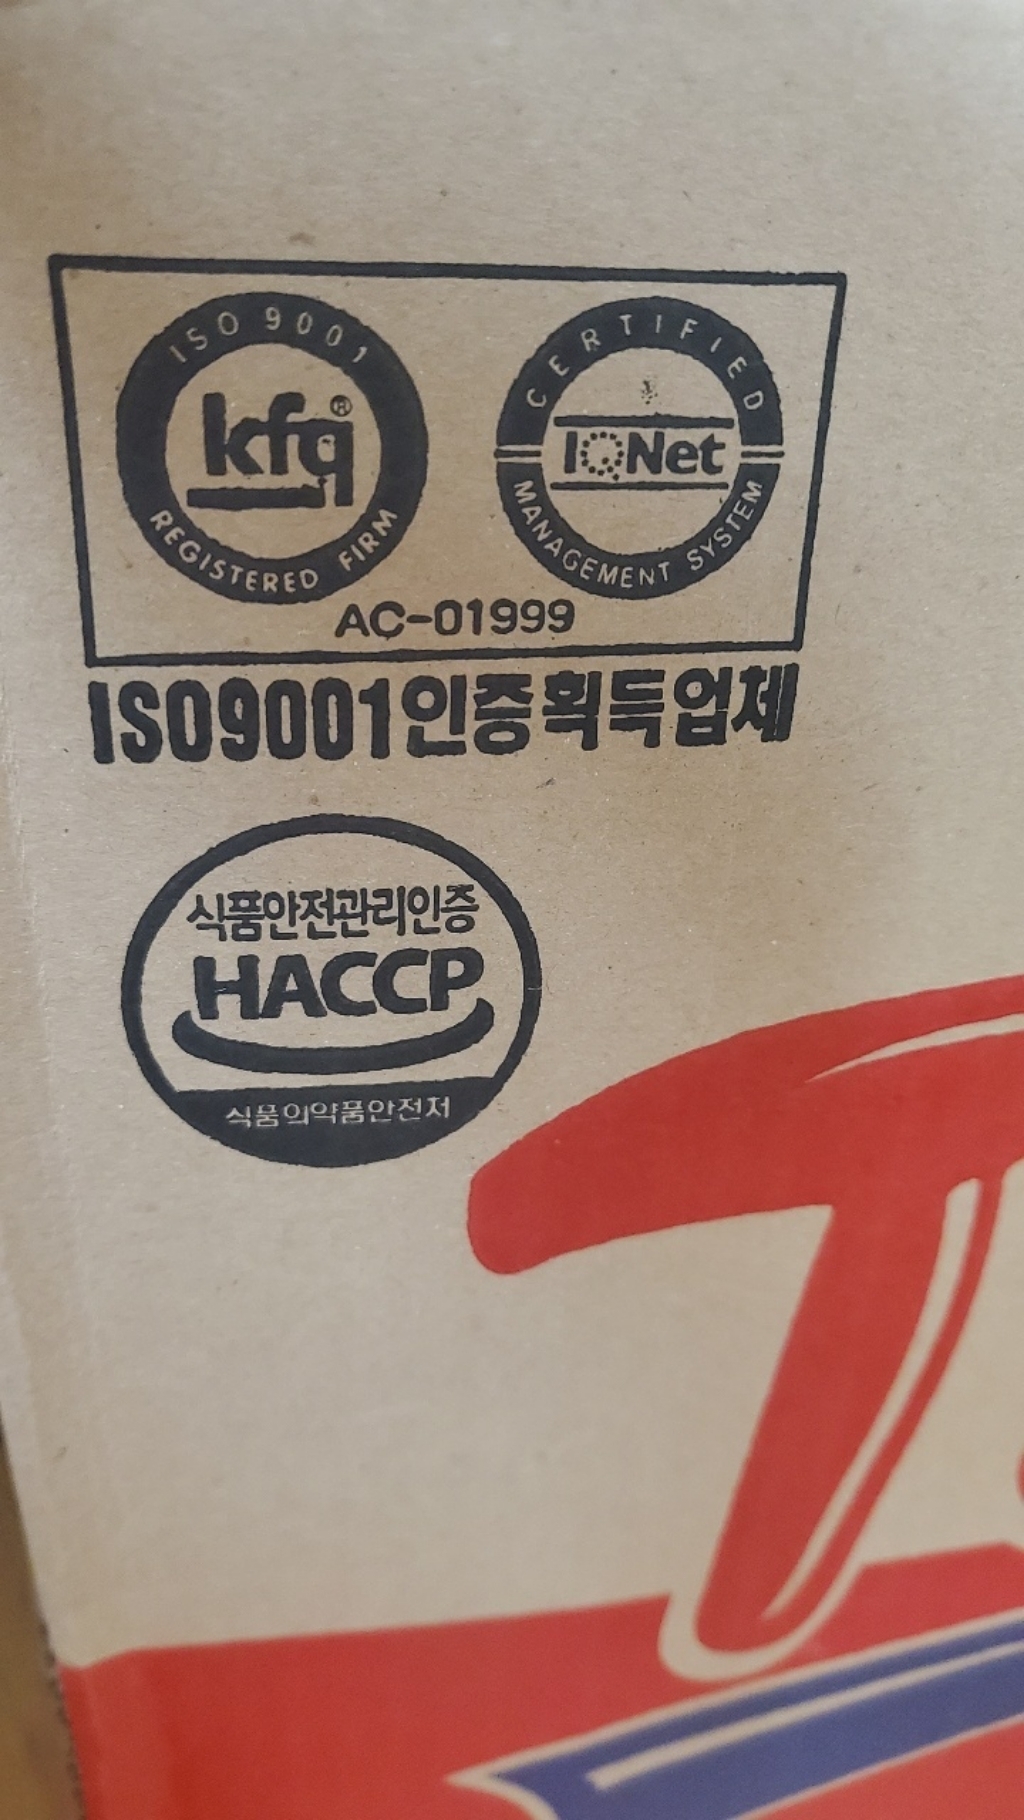 ISO 9001
kfq®
REGISTERED FIRM
CERTIFIED
IQNet
MANAGEMENT SYSTEM
AC-01999
ISO9001인증획득업체
식품안전관리인증
HACCP
식품의약품안전처
T